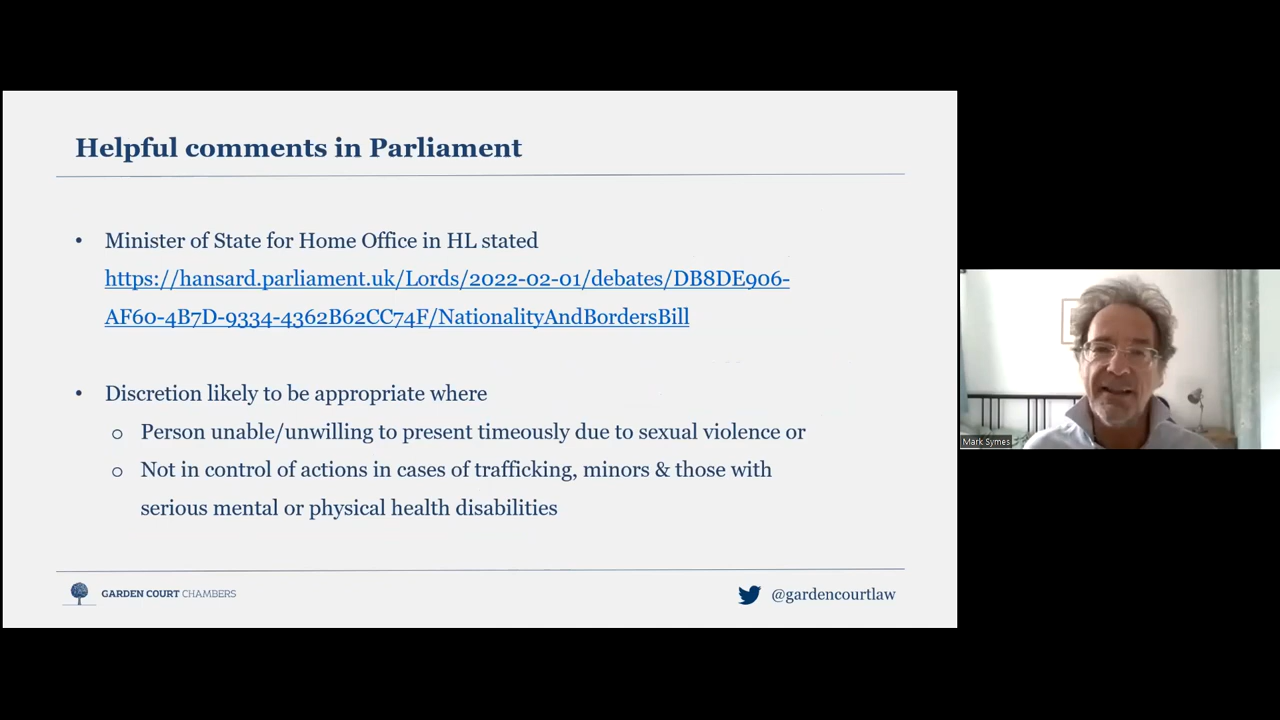 Helpful comments in Parliament
• Minister of State for Home Office in HL stated
https://hansard.parliament.uk/Lords/2022-02-01/debates/DB8DE906-
AF60-4B7D-9334-4362B62CC74F/NationalityAndBordersBill
• Discretion likely to be appropriate where
o Person unable/unwilling to present timeously due to sexual violence or
o Not in control of actions in cases of trafficking, minors & those with
serious mental or physical health disabilities
GARDEN COURT CHAMBERS
@gardencourtlaw
Mark Symes